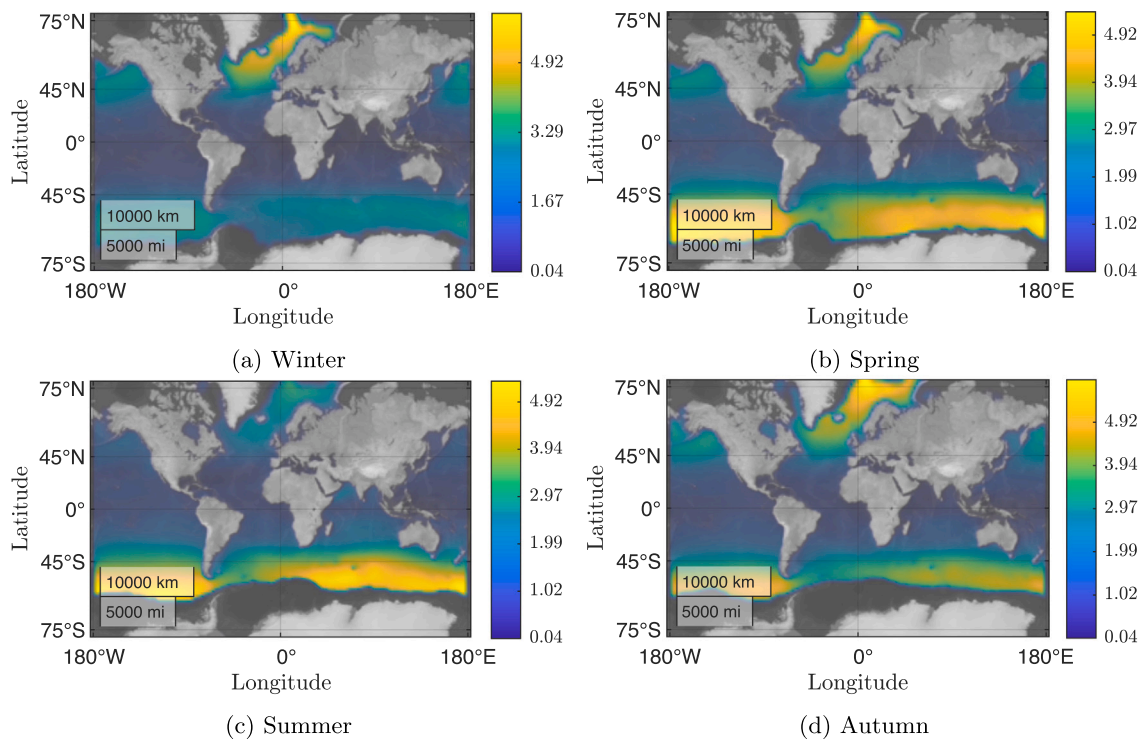 75°N
45°N
0°
45°S
75°S
Latitude
10000 km
5000 mi
180°W 0° 180°E
Longitude
4.92
3.29
1.67
0.04
(a) Winter
75°N
45°N
0°
45°S
75°S
Latitude
10000 km
5000 mi
180°W 0° 180°E
Longitude
4.92
3.94
2.97
1.99
1.02
0.04
(b) Spring
75°N
45°N
0°
45°S
75°S
Latitude
10000 km
5000 mi
180°W 0° 180°E
Longitude
4.92
3.94
2.97
1.99
1.02
0.04
(c) Summer
75°N
45°N
0°
45°S
75°S
Latitude
10000 km
5000 mi
180°W 0° 180°E
Longitude
4.92
3.94
2.97
1.99
1.02
0.04
(d) Autumn